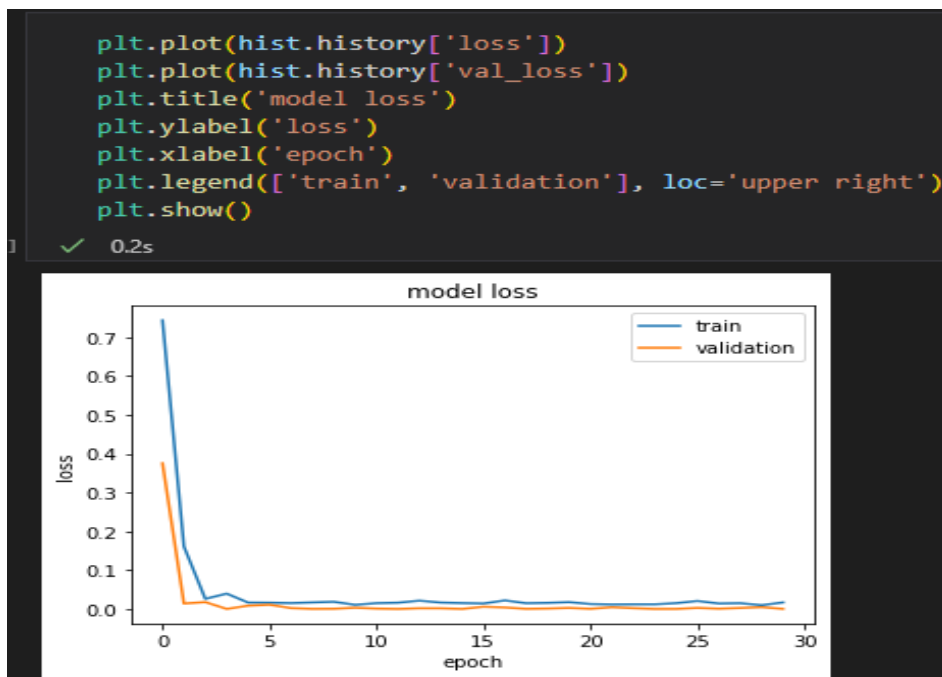 plt.plot(hist.history['loss'])
plt.plot(hist.history['val_loss'])
plt.title('model loss')
plt.ylabel('loss')
plt.xlabel('epoch')
plt.legend(['train', 'validation'], loc='upper right')
plt.show()
] ✓ 0.2s
model loss
train
validation
0.7
0.6
0.5
0.4
0.3
0.2
0.1
0.0
loss
0 5 10 15 20 25 30
epoch